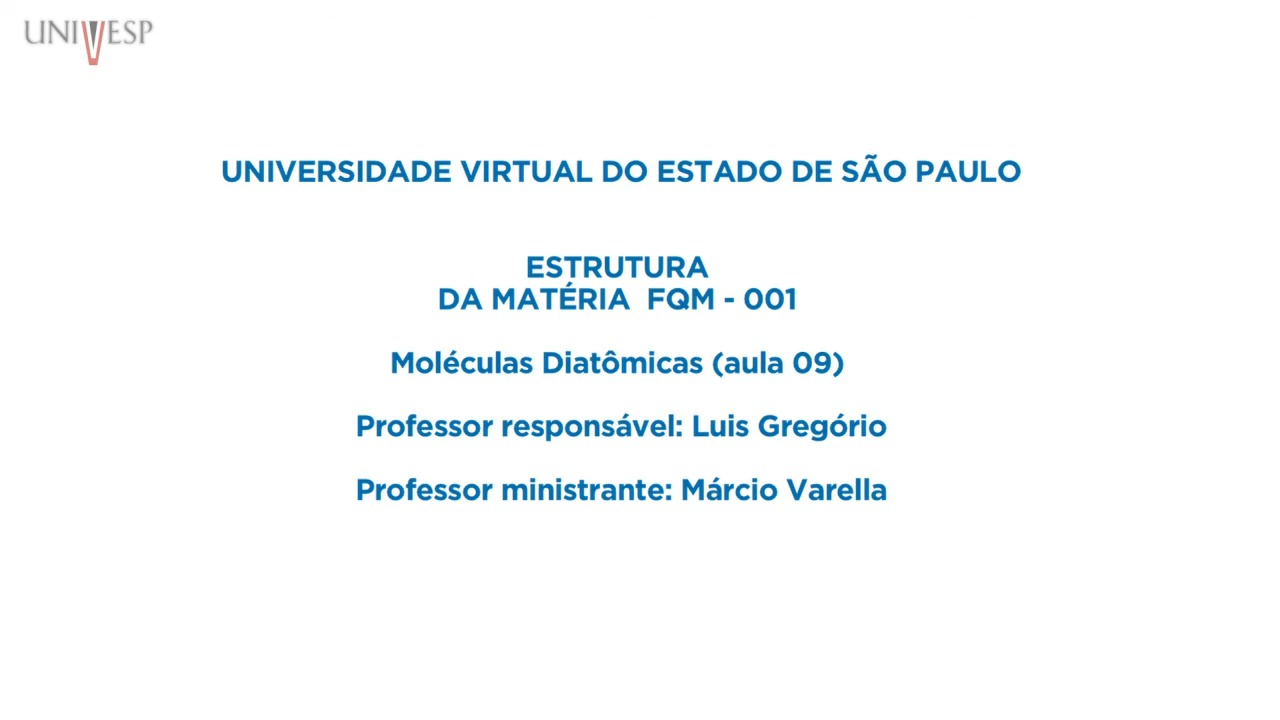 UNIVESP
UNIVERSIDADE VIRTUAL DO ESTADO DE SÃO PAULO
ESTRUTURA
DA MATÉRIA FQM - 001
Moléculas Diatômicas (aula 09)
Professor responsável: Luis Gregório
Professor ministrante: Márcio Varella